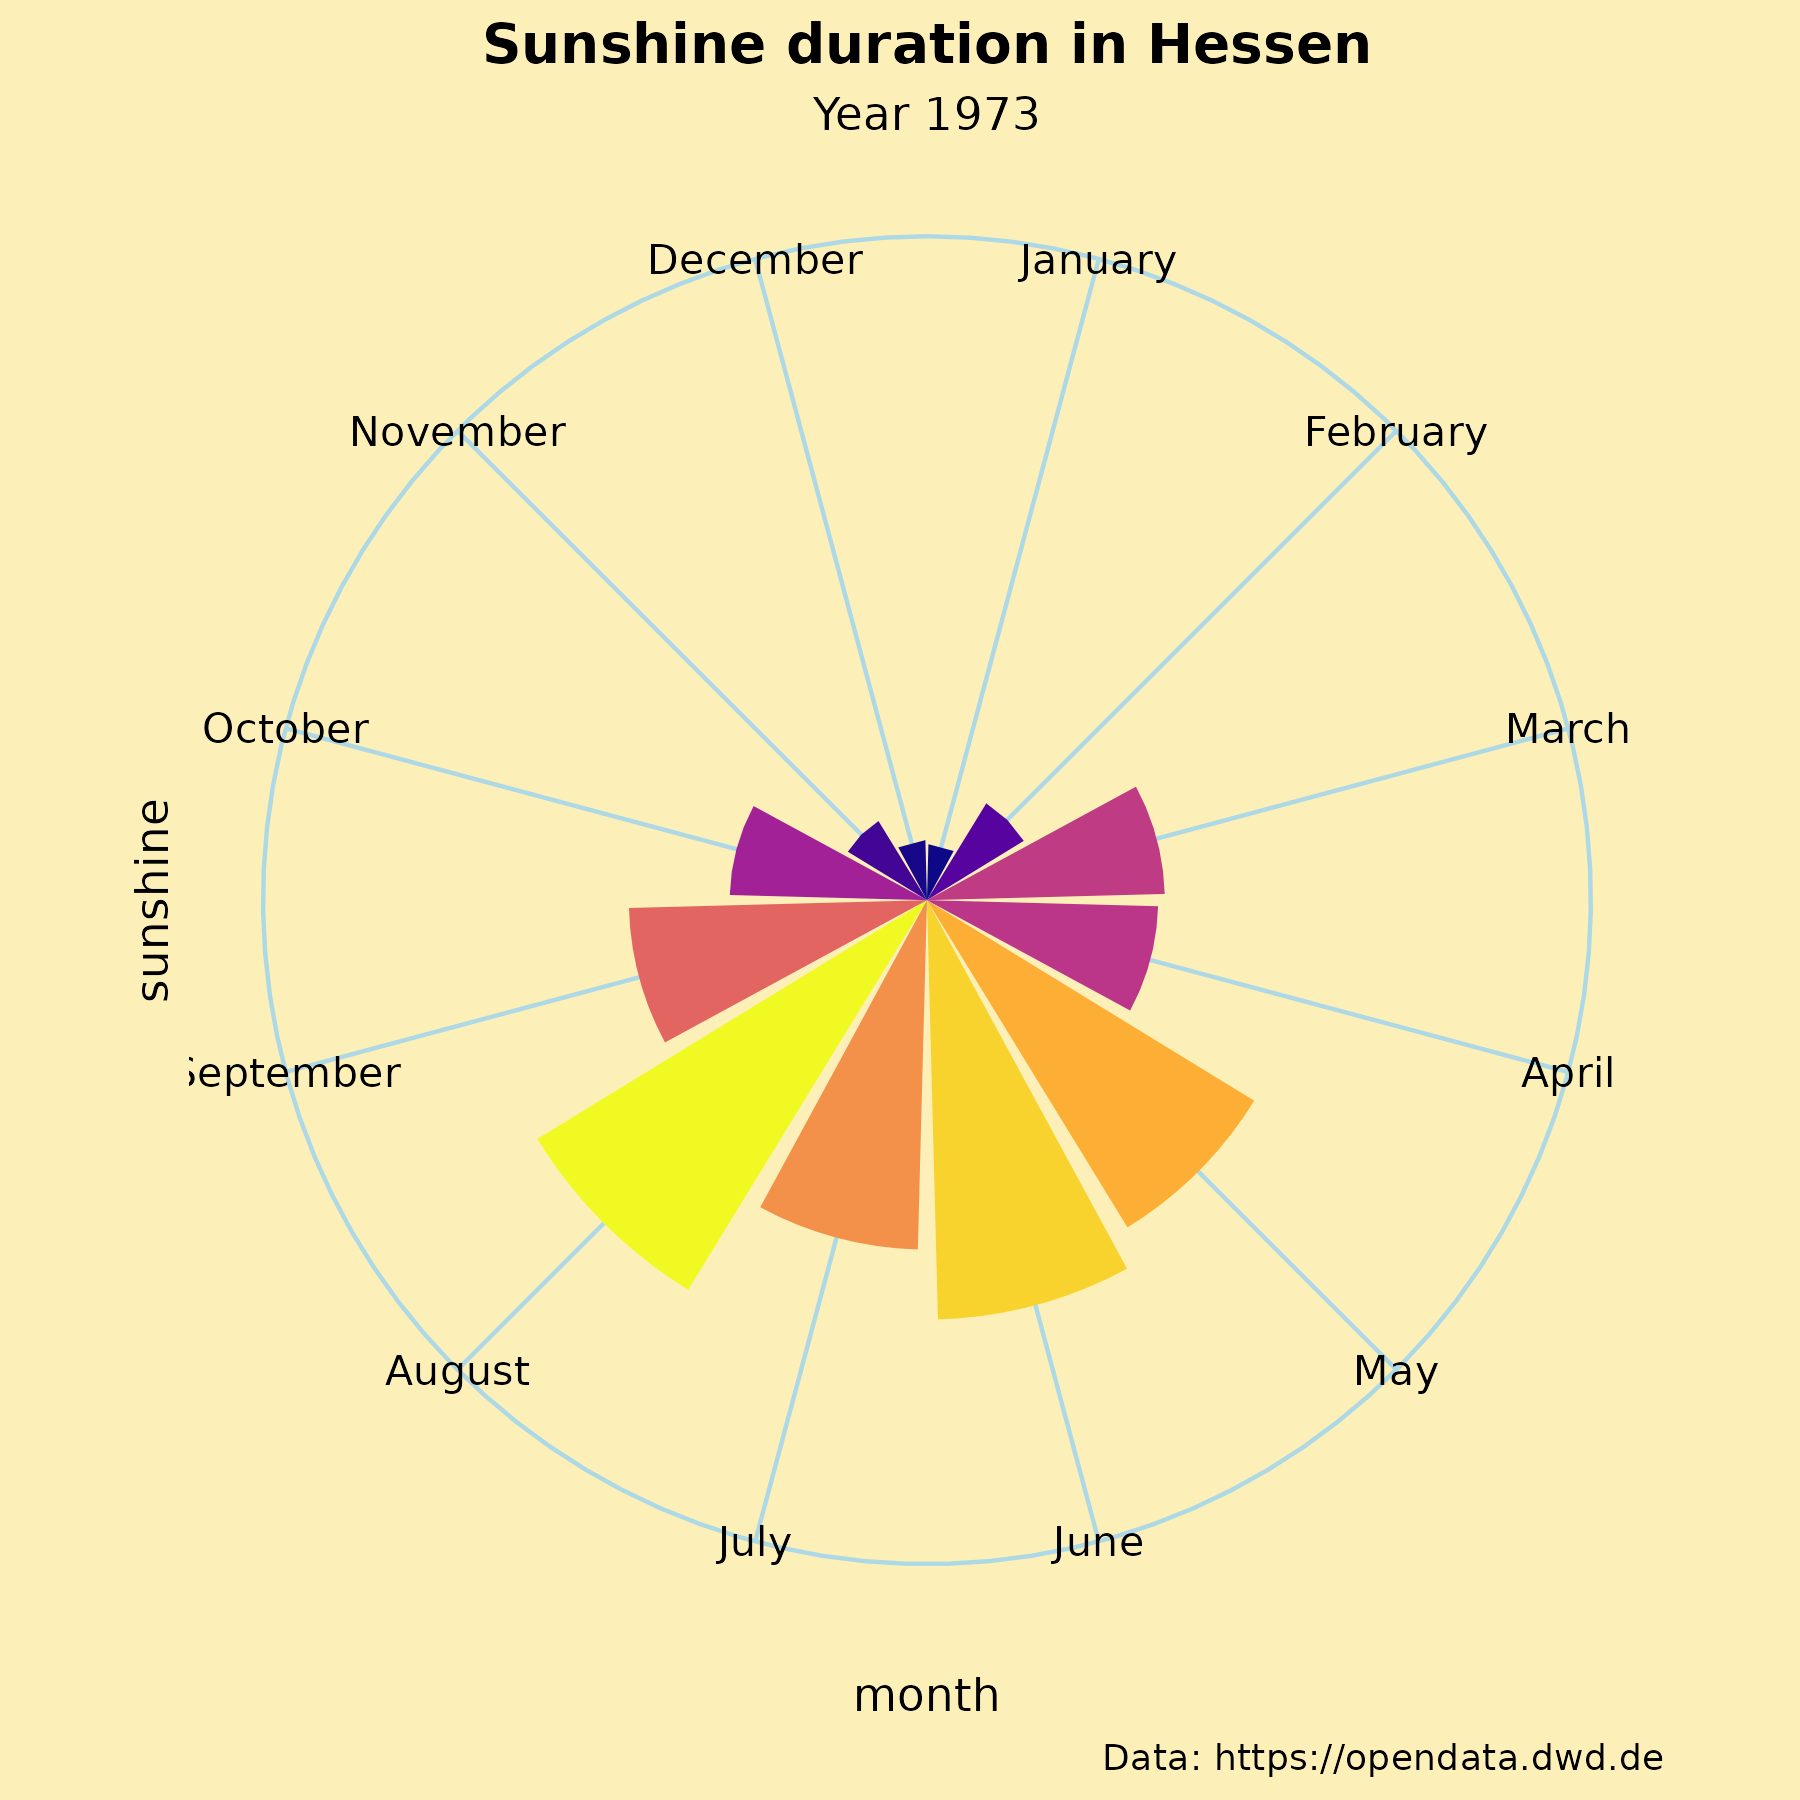 Sunshine duration in Hessen
Year 1973
December
January
November
February
October
March
sunshine
September
April
August
May
July
June
month
Data: https://opendata.dwd.de